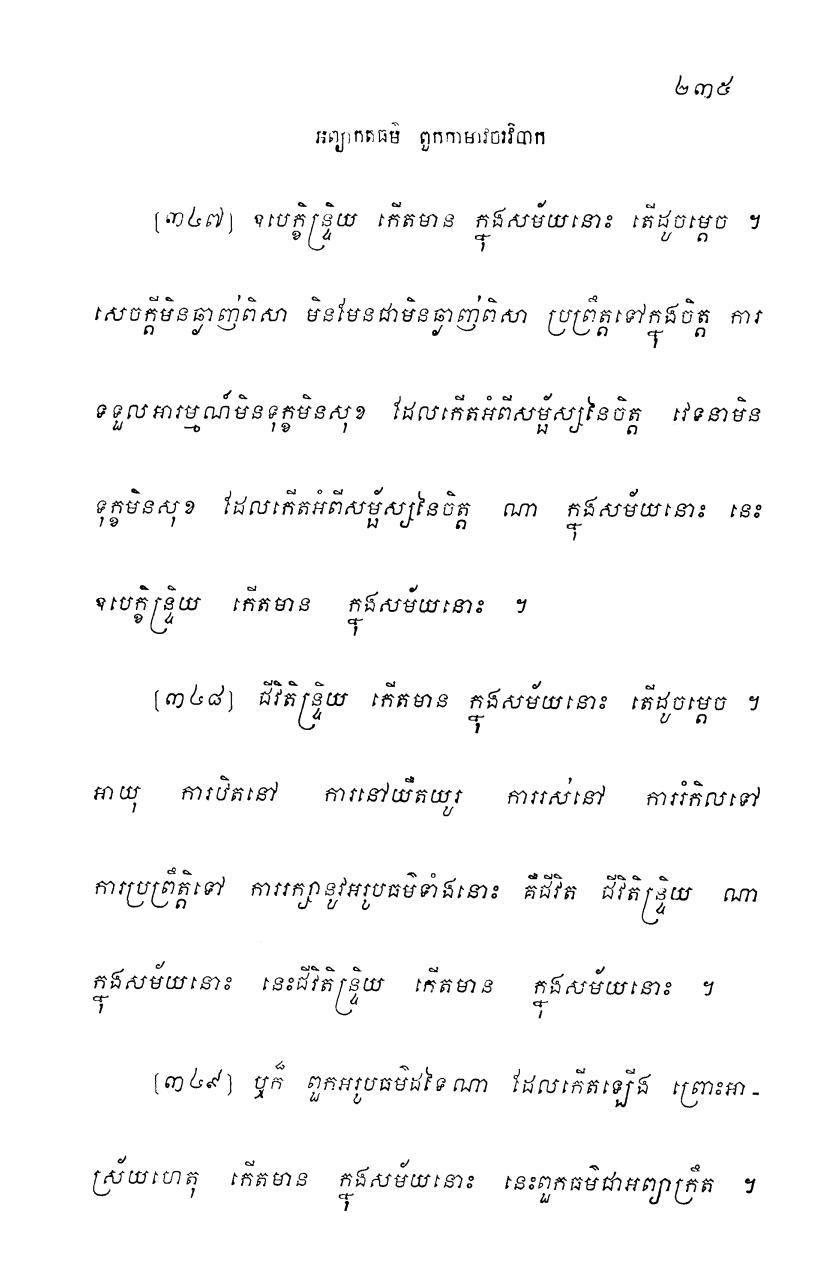 ២៣៥
អព្យាកតធម៌ ពួកកាមាវចរវិបាក
[៣៤៧] ឧបេក្ខិន្ទ្រិយ កើតមាន ក្នុងសម័យនោះ តើដូចម្តេច ។
សេចក្តីមិនឆ្ងាញ់ពិសា មិនមែនជាមិនឆ្ងាញ់ពិសា ប្រព្រឹត្តទៅក្នុងចិត្ត ការ
ទទួលអារម្មណ៍មិនទុក្ខមិនសុខ ដែលកើតអំពីសម្ផ័ស្សនៃចិត្ត វេទនាមិន
ទុក្ខមិនសុខ ដែលកើតអំពីសម្ផ័ស្សនៃចិត្ត ណា ក្នុងសម័យនោះ នេះ
ឧបេក្ខិន្ទ្រិយ កើតមាន ក្នុងសម័យនោះ ។
[៣៤៨] ជីវិតិន្ទ្រិយ កើតមាន ក្នុងសម័យនោះ តើដូចម្តេច ។
អាយុ ការឋិតនៅ ការនៅយឺតយូរ ការរស់នៅ ការរំកិលទៅ
ការប្រព្រឹត្តិទៅ ការរក្សានូវអរូបធម៌ទាំងនោះ គឺជីវិត ជីវិតិន្ទ្រិយ ណា
ក្នុងសម័យនោះ នេះជីវិតិន្ទ្រិយ កើតមាន ក្នុងសម័យនោះ ។
[៣៤៩] ឬក៏ ពួកអរូបធម៌ដទៃណា ដែលកើតឡើង ព្រោះអា-
ស្រ័យហេតុ កើតមាន ក្នុងសម័យនោះ នេះពួកធម៌ជាអព្យាក្រឹត ។